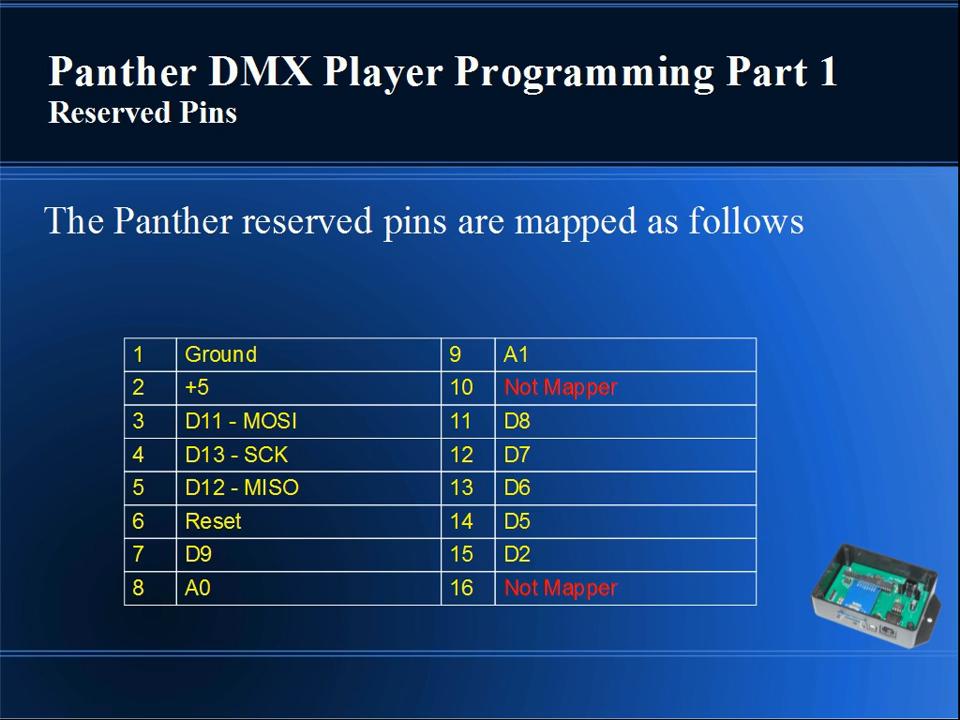 Panther DMX Player Programming Part 1
Reserved Pins
The Panther reserved pins are mapped as follows
1 Ground 9 A1
2 +5 10 Not Mapper
3 D11 - MOSI 11 D8
4 D13 - SCK 12 D7
5 D12 - MISO 13 D6
6 Reset 14 D5
7 D9 15 D2
8 A0 16 Not Mapper